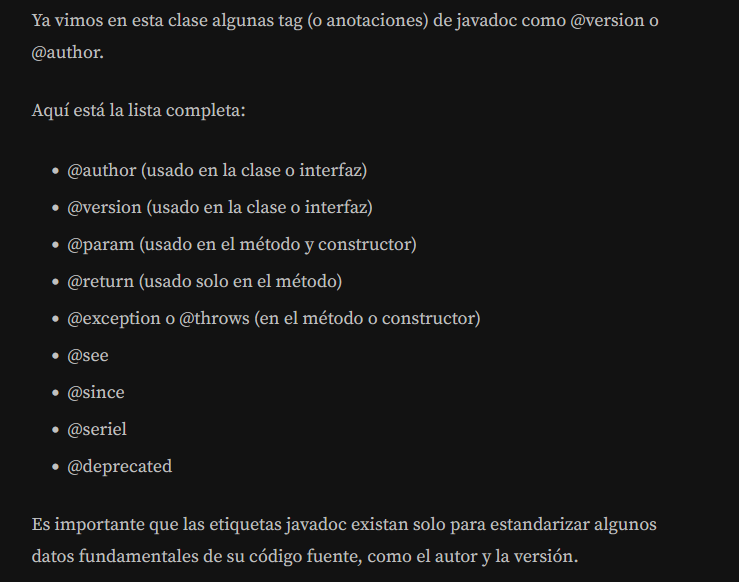 Ya vimos en esta clase algunas tag (o anotaciones) de javadoc como @version o
@author.
Aquí está la lista completa:
• @author (usado en la clase o interfaz)
• @version (usado en la clase o interfaz)
• @param (usado en el método y constructor)
• @return (usado solo en el método)
• @exception o @throws (en el método o constructor)
• @see
• @since
• @seriel
• @deprecated
Es importante que las etiquetas javadoc existan solo para estandarizar algunos
datos fundamentales de su código fuente, como el autor y la versión.